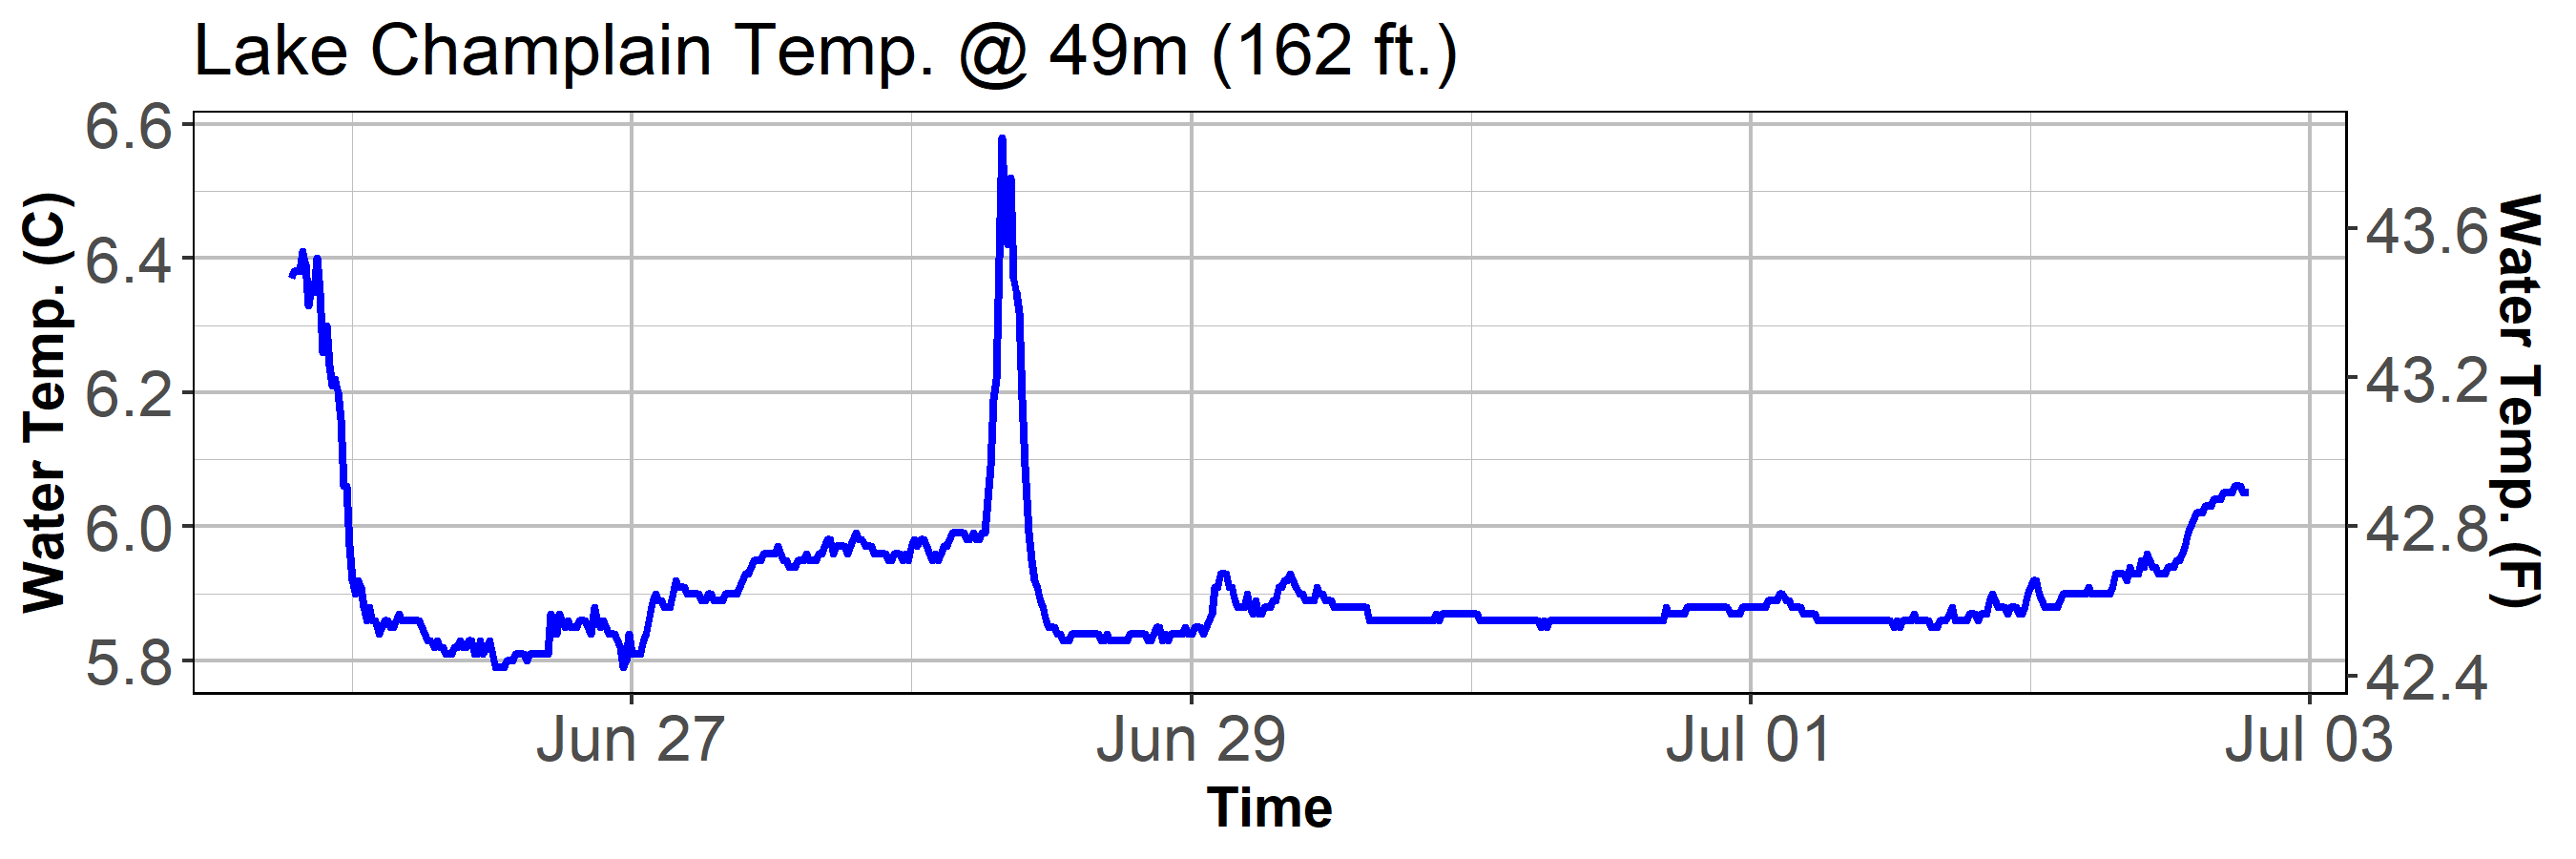 Lake Champlain Temp. @ 49m (162 ft.)
Water Temp. (C)
6.6
6.4
6.2
6.0
5.8
43.6
43.2
42.8
42.4
Water Temp. (F)
Jun 27
Jun 29
Jul 01
Jul 03
Time